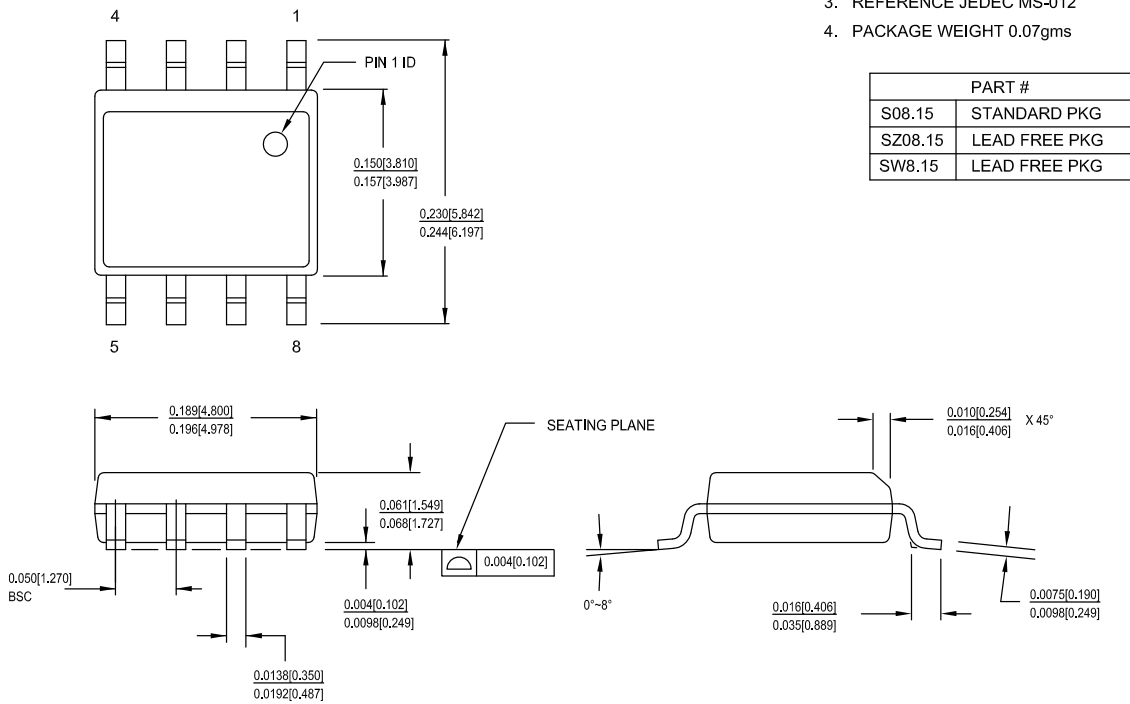 3. REFERENCE JEDEC MS-012
4. PACKAGE WEIGHT 0.07gms
PART #
S08.15 STANDARD PKG
SZ08.15 LEAD FREE PKG
SW8.15 LEAD FREE PKG
4 1
PIN 1 ID
0.150[3.810]
0.157[3.987]
0.230[5.842]
0.244[6.197]
5 8
0.189[4.800]
0.196[4.978]
SEATING PLANE
0.010[0.254]
0.016[0.406]
X 45°
0.061[1.549]
0.068[1.727]
0.004[0.102]
0.050[1.270]
BSC
0.004[0.102]
0.0098[0.249]
0°~8°
0.016[0.406]
0.035[0.889]
0.0075[0.190]
0.0098[0.249]
0.0138[0.350]
0.0192[0.487]